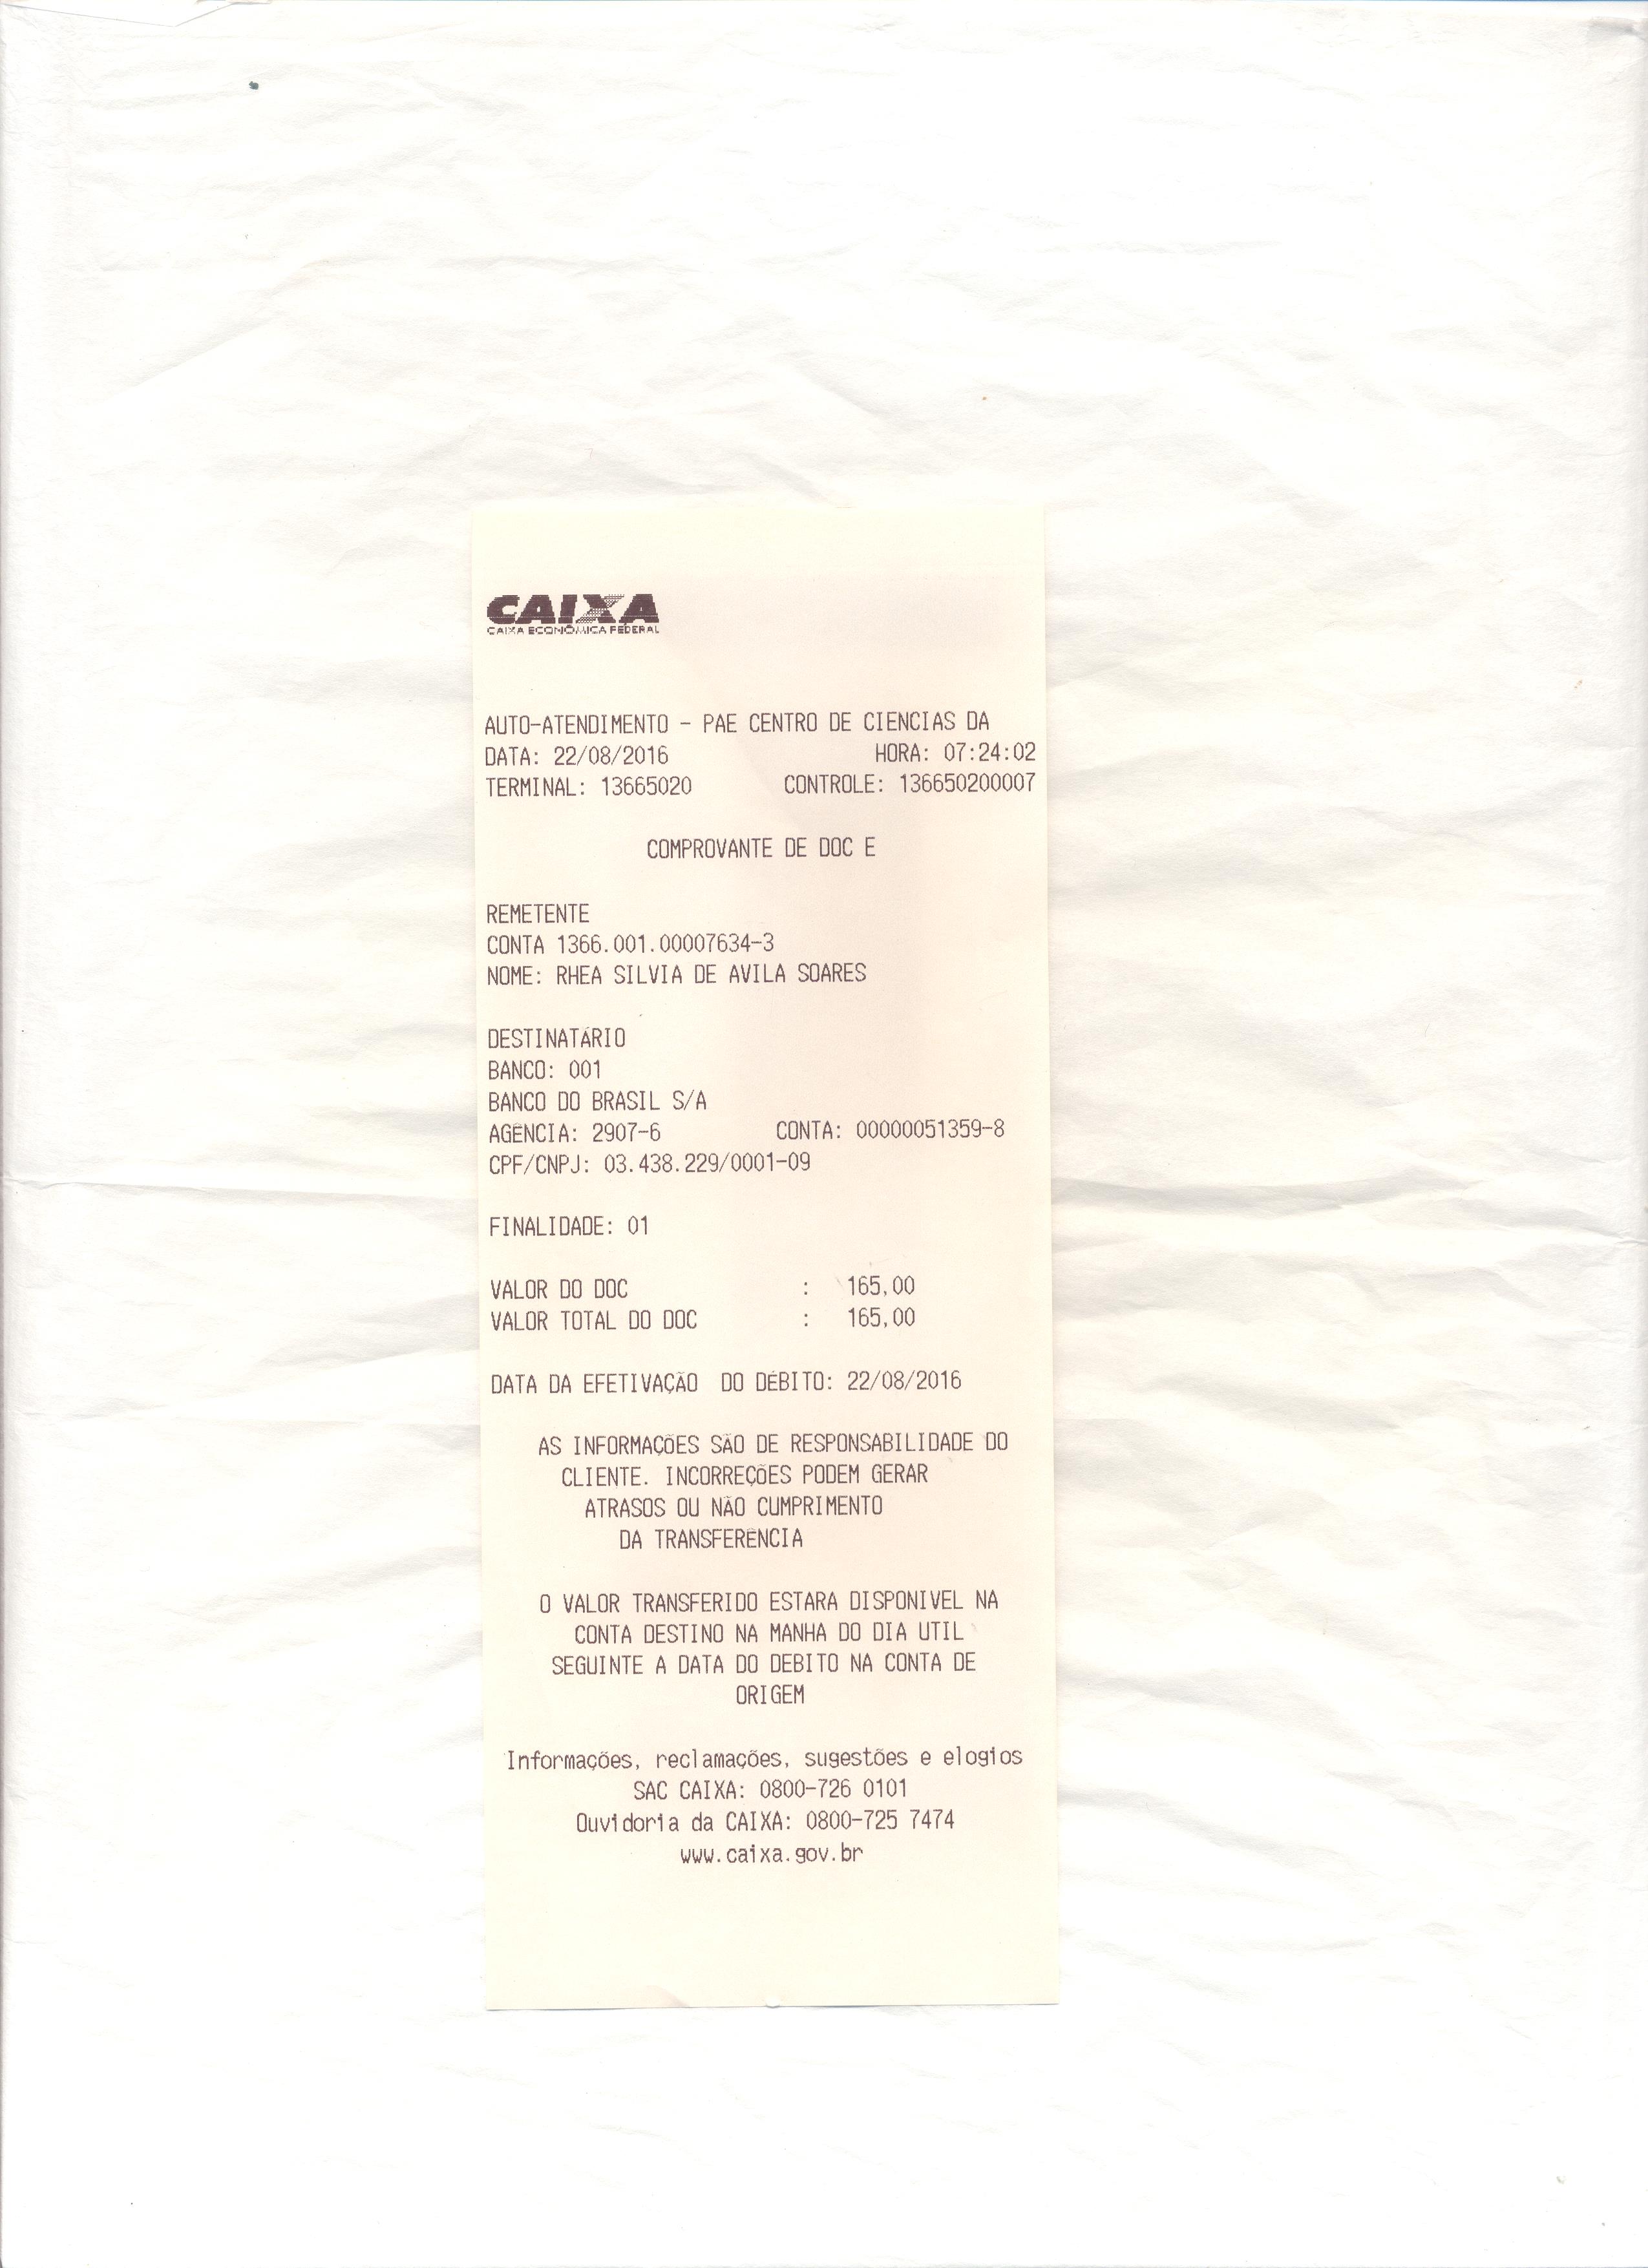 CAIXA
CAIXA ECONÔMICA FEDERAL
AUTO-ATENDIMENTO - PAE CENTRO DE CIENCIAS DA
DATA: 22/08/2016 HORA: 07:24:02
TERMINAL: 13665020 CONTROLE: 136650200007
COMPROVANTE DE DOC E
REMETENTE
CONTA 1366.001.00007634-3
NOME: RHEA SILVIA DE AVILA SOARES
DESTINATÁRIO
BANCO: 001
BANCO DO BRASIL S/A
AGÊNCIA: 2907-6 CONTA: 00000051359-8
CPF/CNPJ: 03.438.229/0001-09
FINALIDADE: 01
VALOR DO DOC : 165,00
VALOR TOTAL DO DOC : 165,00
DATA DA EFETIVAÇÃO DO DÉBITO: 22/08/2016
AS INFORMAÇÕES SÃO DE RESPONSABILIDADE DO
CLIENTE. INCORREÇÕES PODEM GERAR
ATRASOS OU NÃO CUMPRIMENTO
DA TRANSFERÊNCIA
O VALOR TRANSFERIDO ESTARA DISPONIVEL NA
CONTA DESTINO NA MANHA DO DIA UTIL
SEGUINTE A DATA DO DEBITO NA CONTA DE
ORIGEM
Informações, reclamações, sugestões e elogios
SAC CAIXA: 0800-726 0101
Ouvidoria da CAIXA: 0800-725 7474
www.caixa.gov.br